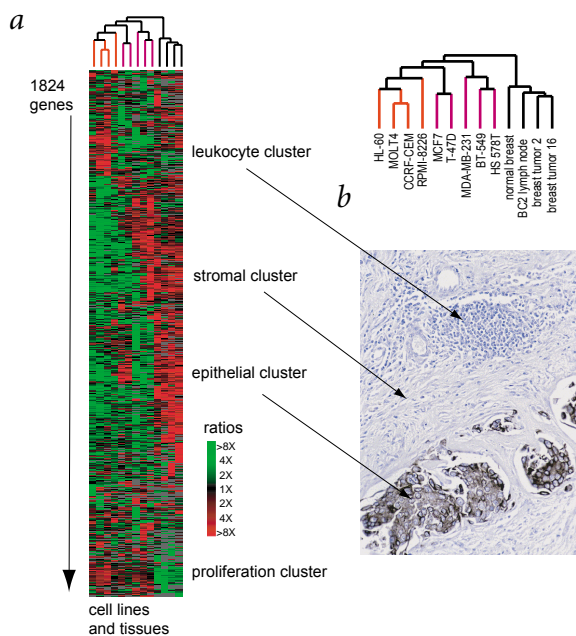 a
1824
genes
leukocyte cluster
stromal cluster
epithelial cluster
ratios
>8X
4X
2X
1X
2X
4X
>8X
proliferation cluster
cell lines
and tissues
HL-60
MOLT4
CCRF-CEM
RPMI-8226
MCF7
T-47D
MDA-MB-231
BT-549
HS 578T
normal breast
BC2 lymph node
breast tumor 2
breast tumor 16
b